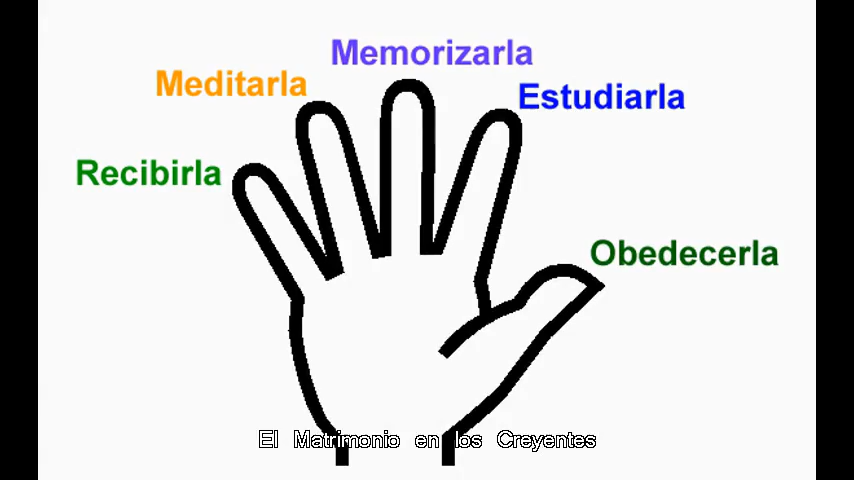 Memorizarla
Meditarla
Estudiarla
Recibirla
Obedecerla
El Matrimonio en los Creyentes